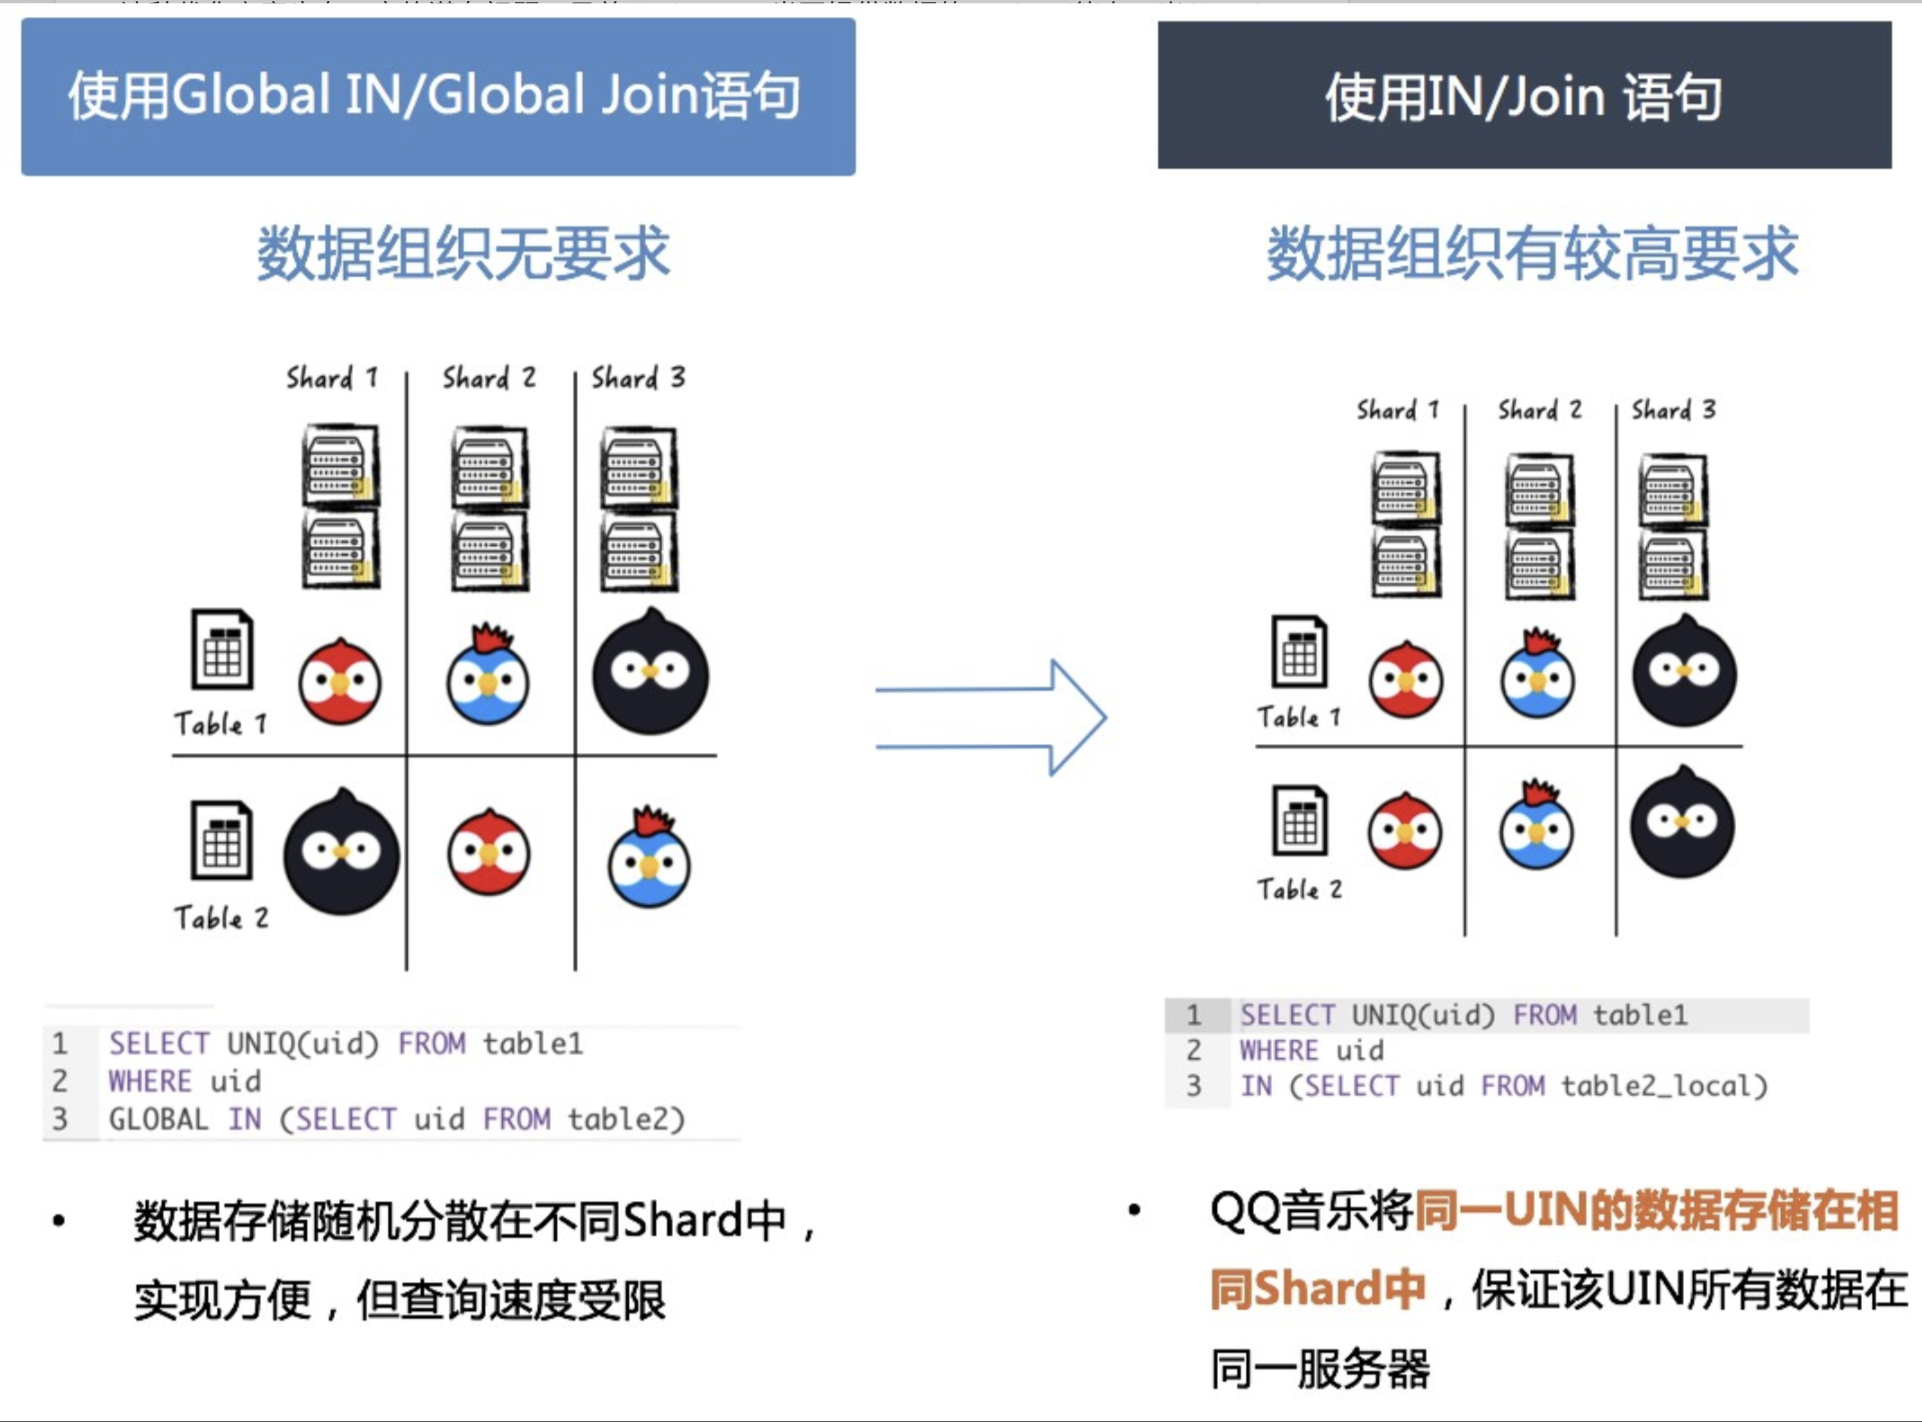 使用Global IN/Global Join语句
数据组织无要求
Shard 1
Shard 2
Shard 3
Table 1
Table 2
1 SELECT UNIQ(uid) FROM table1
2 WHERE uid
3 GLOBAL IN (SELECT uid FROM table2)
• 数据存储随机分散在不同Shard中，
实现方便，但查询速度受限
使用IN/Join 语句
数据组织有较高要求
Shard 1
Shard 2
Shard 3
Table 1
Table 2
1 SELECT UNIQ(uid) FROM table1
2 WHERE uid
3 IN (SELECT uid FROM table2_local)
• QQ音乐将同一UIN的数据存储在相
同Shard中，保证该UIN所有数据在
同一服务器